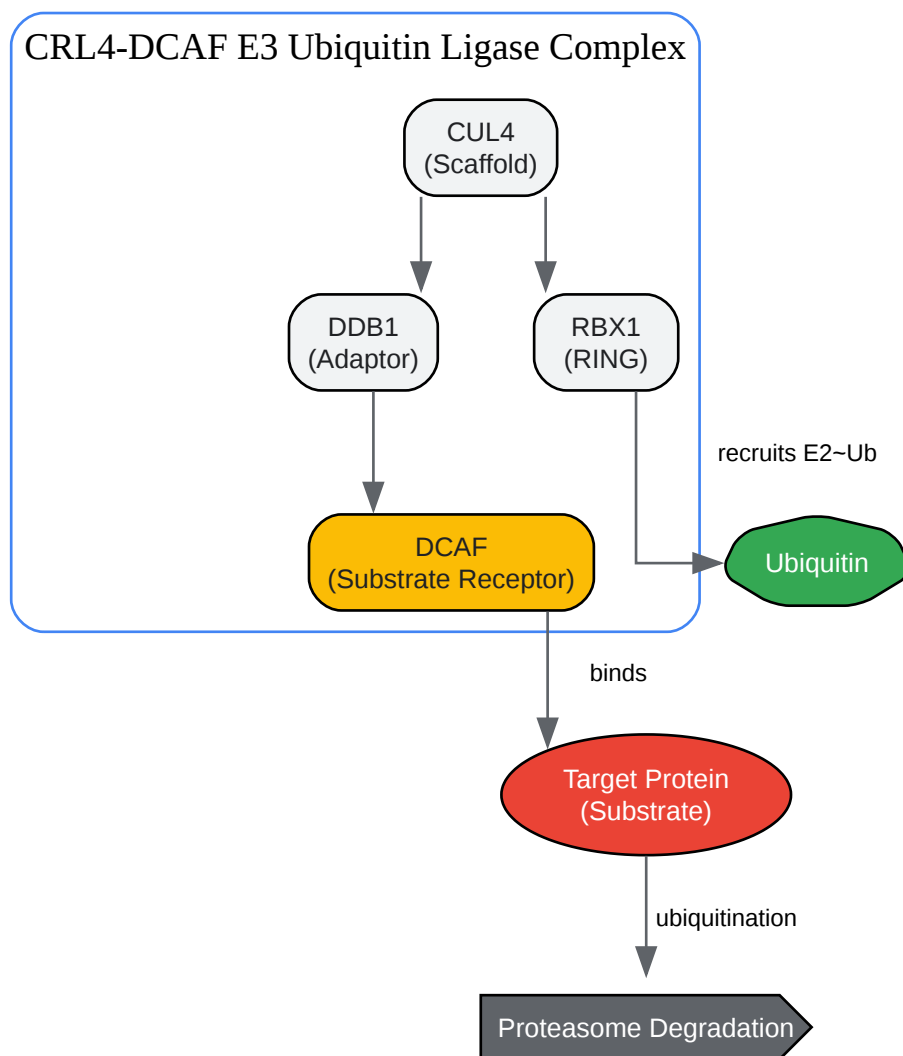 CRL4-DCAF E3 Ubiquitin Ligase Complex
CUL4
(Scaffold)
DDB1
(Adaptor)
RBX1
(RING)
recruits E2~Ub
DCAF
(Substrate Receptor)
Ubiquitin
binds
Target Protein
(Substrate)
ubiquitination
Proteasome Degradation